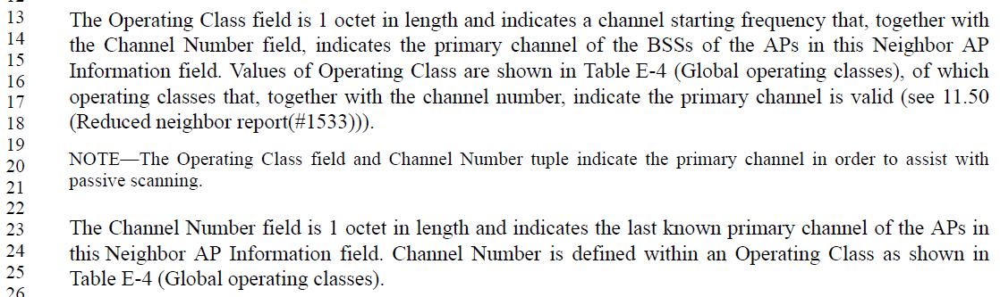 13 The Operating Class field is 1 octet in length and indicates a channel starting frequency that, together with
14 the Channel Number field, indicates the primary channel of the BSSs of the APs in this Neighbor AP
15 Information field. Values of Operating Class are shown in Table E-4 (Global operating classes), of which
16
17 operating classes that, together with the channel number, indicate the primary channel is valid (see 11.50
18 (Reduced neighbor report(#1533))).
19
20 NOTE—The Operating Class field and Channel Number tuple indicate the primary channel in order to assist with
21 passive scanning.
22
23 The Channel Number field is 1 octet in length and indicates the last known primary channel of the APs in
24 this Neighbor AP Information field. Channel Number is defined within an Operating Class as shown in
25 Table E-4 (Global operating classes).
26